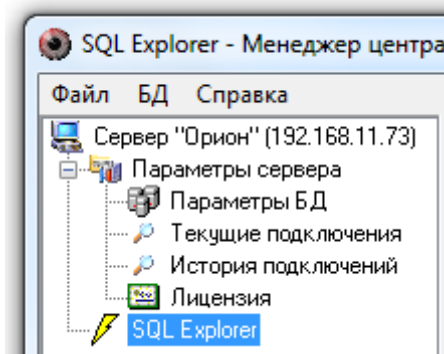 SQL Explorer - Менеджер центра
Файл БД Справка
Сервер "Орион" (192.168.11.73)
Параметры сервера
Параметры БД
Текущие подключения
История подключений
Лицензия
SQL Explorer